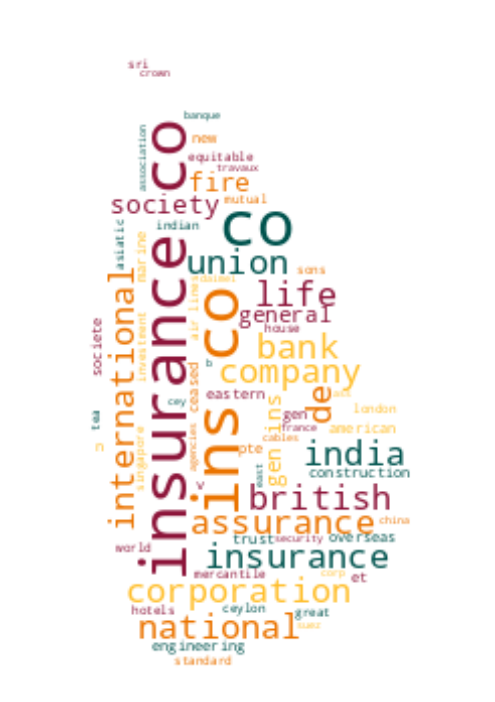 sri
crown
banque
association
insurance co
new
equitable
travaux
fire
mutual
society
indian
co
asiatic
marine
union
sons
daimei
air lines
international
ins co
life
general
house
societe
investment
bank
company
ceased
b
eastern
cey
de
tea
london
gen
france
american
gen ins
cables
n
singapore
agencies
pte
india
east
construction
v
british
assurance
china
trust
security
overseas
world
insurance
mercantile
corp
et
corporation
hotels
ceylon
great
national
suez
engineering
standard